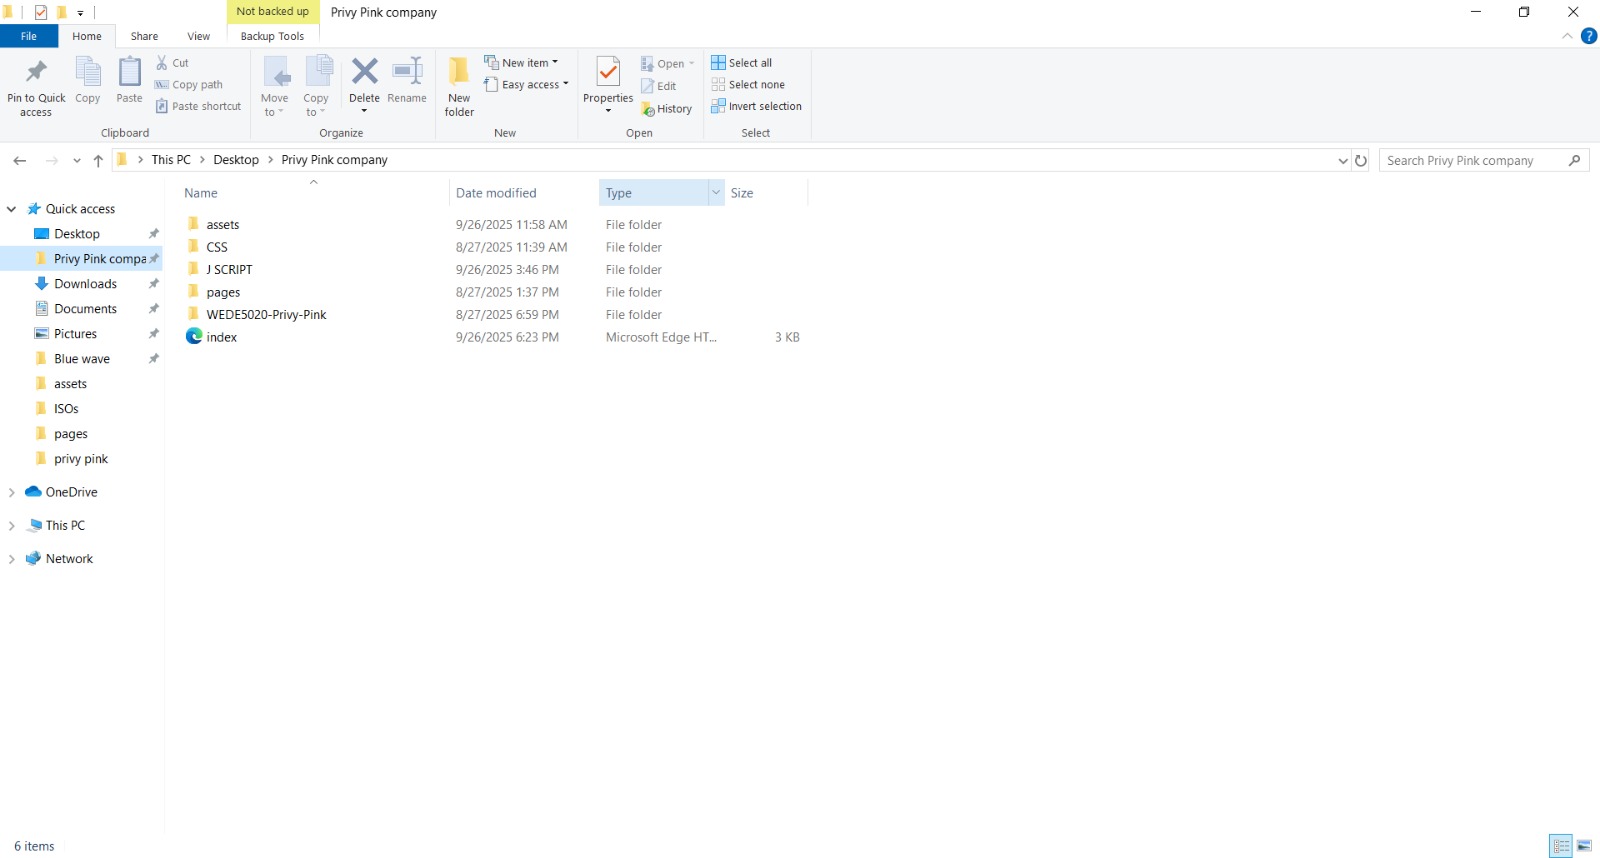 Not backed up Privy Pink company
File Home Share View Backup Tools
Pin to Quick access
Copy
Paste
Cut
Copy path
Paste shortcut
Clipboard
Move to
Copy to
Delete
Rename
Organize
New folder
New item
Easy access
New
Properties
Open
Edit
History
Open
Select all
Select none
Invert selection
Select
This PC > Desktop > Privy Pink company
Search Privy Pink company
Quick access
Desktop
Privy Pink compa
Downloads
Documents
Pictures
Blue wave
assets
ISOs
pages
privy pink
OneDrive
This PC
Network
Name Date modified Type Size
assets 9/26/2025 11:58 AM File folder
CSS 8/27/2025 11:39 AM File folder
J SCRIPT 9/26/2025 3:46 PM File folder
pages 8/27/2025 1:37 PM File folder
WEDE5020-Privy-Pink 8/27/2025 6:59 PM File folder
index 9/26/2025 6:23 PM Microsoft Edge HT... 3 KB
6 items